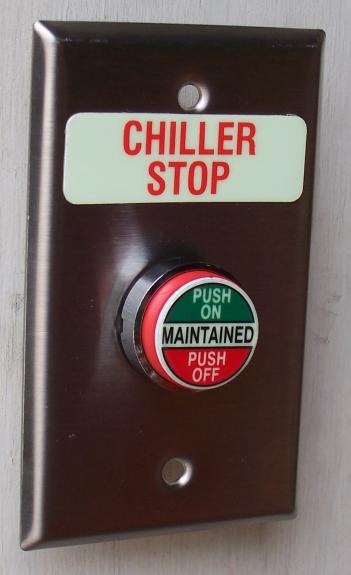 CHILLER
STOP
PUSH
ON
MAINTAINED
PUSH
OFF